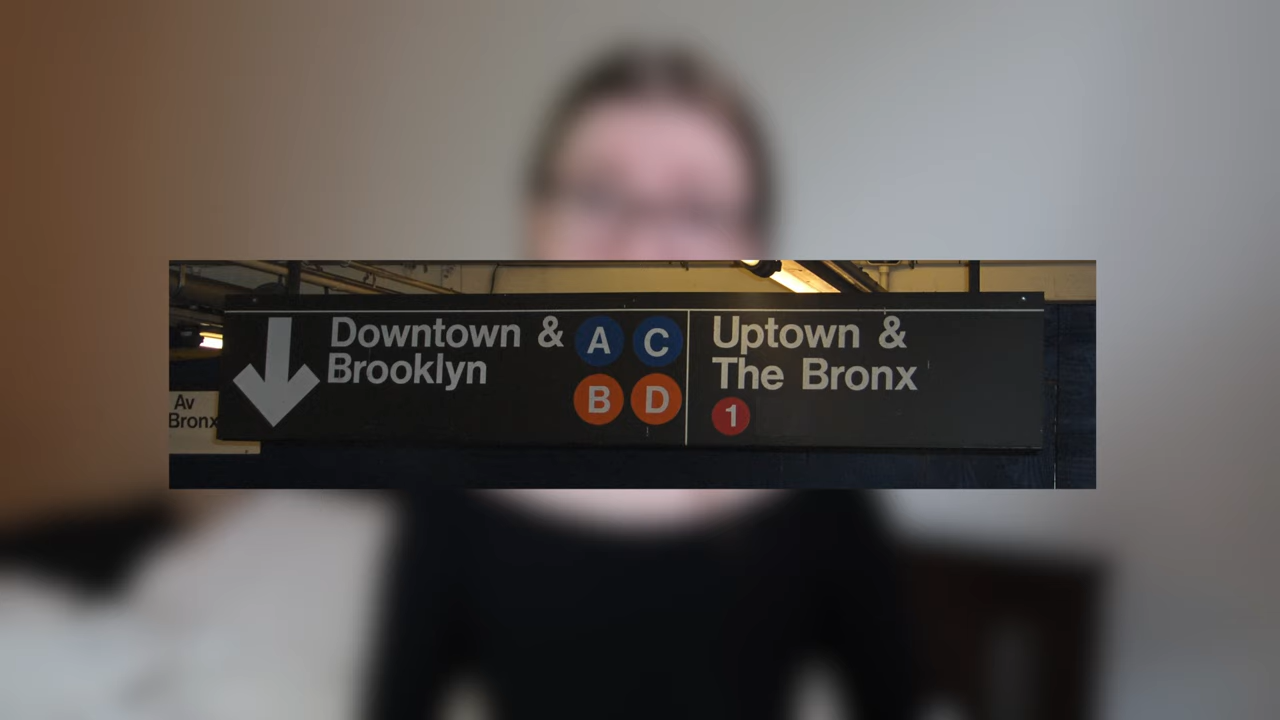 Downtown &
Brooklyn
A C
B D
Uptown &
The Bronx
1
Av
Bronx